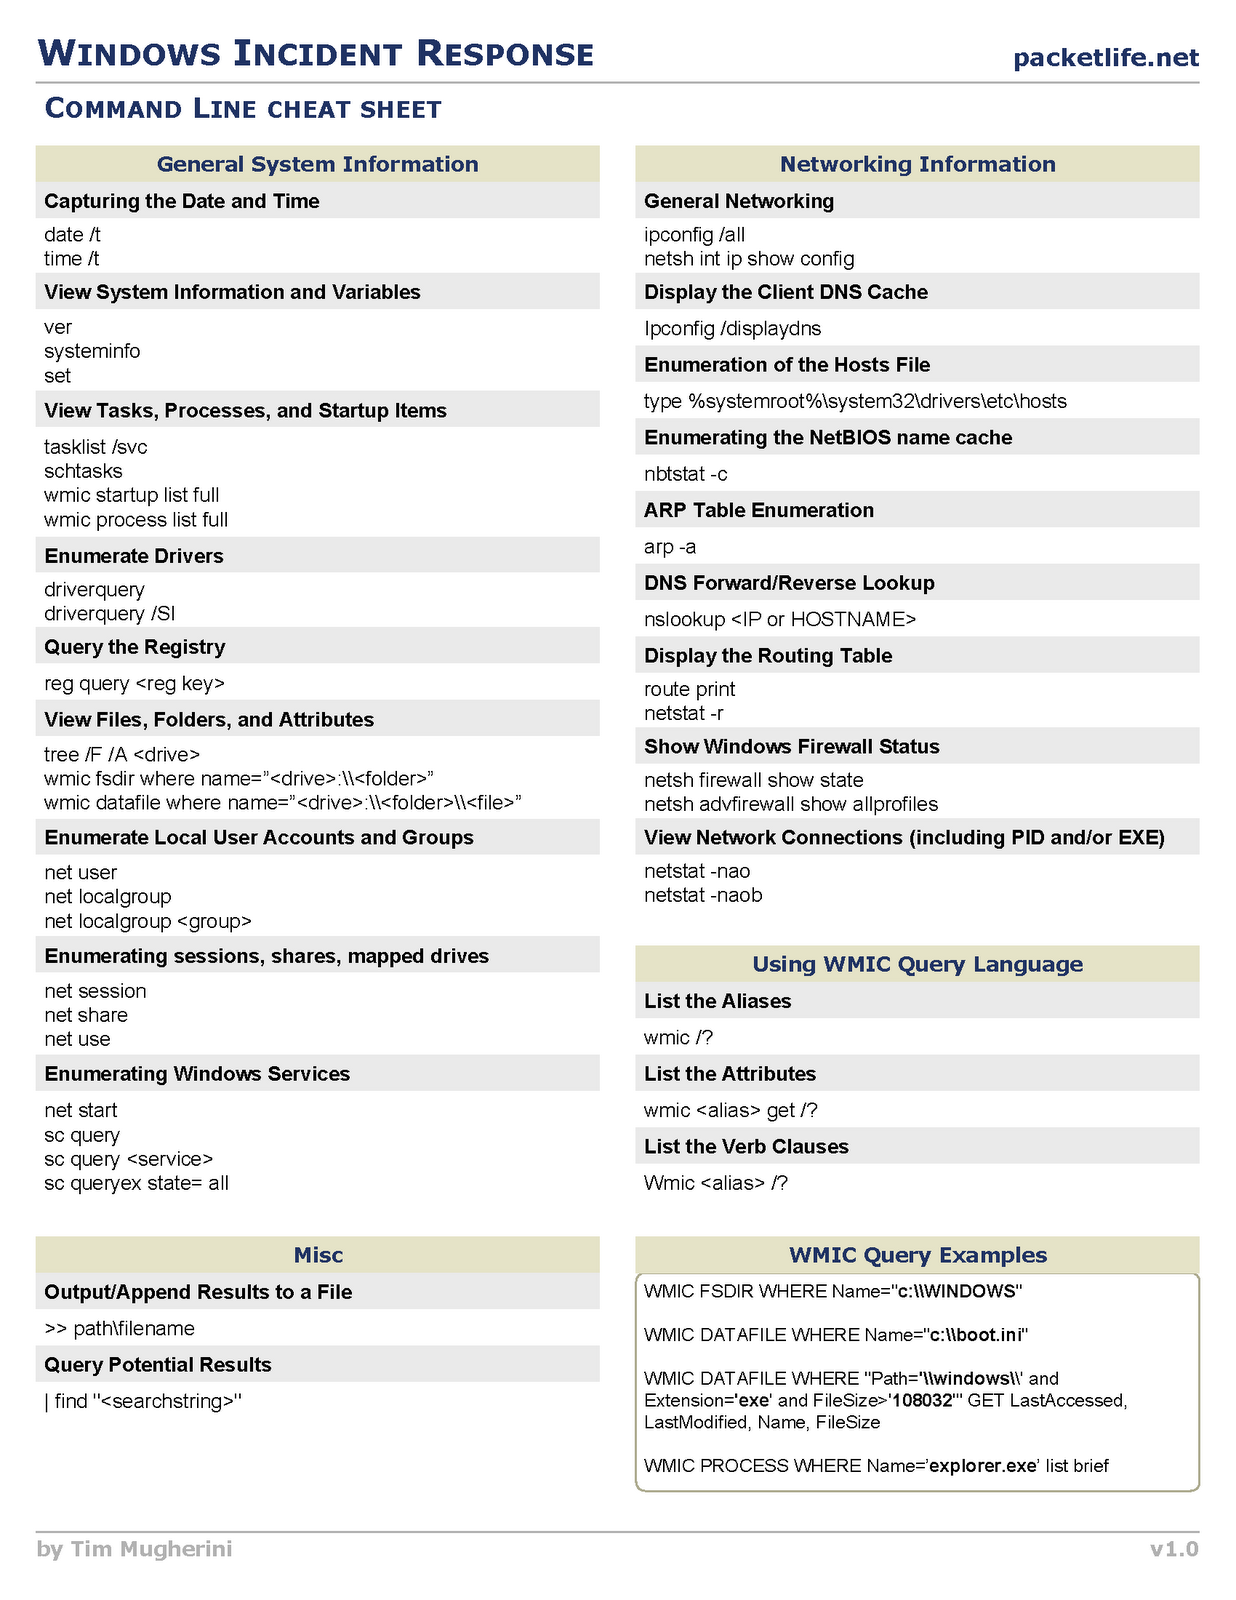 WINDOWS INCIDENT RESPONSE
packetlife.net
COMMAND LINE CHEAT SHEET
General System Information
Capturing the Date and Time
date /t
time /t
View System Information and Variables
ver
systeminfo
set
View Tasks, Processes, and Startup Items
tasklist /svc
schtasks
wmic startup list full
wmic process list full
Enumerate Drivers
driverquery
driverquery /SI
Query the Registry
reg query <reg key>
View Files, Folders, and Attributes
tree /F /A <drive>
wmic fsdir where name=”<drive>:\\<folder>”
wmic datafile where name=”<drive>:\\<folder>\\<file>”
Enumerate Local User Accounts and Groups
net user
net localgroup
net localgroup <group>
Enumerating sessions, shares, mapped drives
net session
net share
net use
Enumerating Windows Services
net start
sc query
sc query <service>
sc queryex state= all
Misc
Output/Append Results to a File
>> path\filename
Query Potential Results
| find "<searchstring>"
Networking Information
General Networking
ipconfig /all
netsh int ip show config
Display the Client DNS Cache
Ipconfig /displaydns
Enumeration of the Hosts File
type %systemroot%\system32\drivers\etc\hosts
Enumerating the NetBIOS name cache
nbtstat -c
ARP Table Enumeration
arp -a
DNS Forward/Reverse Lookup
nslookup <IP or HOSTNAME>
Display the Routing Table
route print
netstat -r
Show Windows Firewall Status
netsh firewall show state
netsh advfirewall show allprofiles
View Network Connections (including PID and/or EXE)
netstat -nao
netstat -naob
Using WMIC Query Language
List the Aliases
wmic /?
List the Attributes
wmic <alias> get /?
List the Verb Clauses
Wmic <alias> /?
WMIC Query Examples
WMIC FSDIR WHERE Name="c:\\WINDOWS"
WMIC DATAFILE WHERE Name="c:\\boot.ini"
WMIC DATAFILE WHERE "Path='\\windows\\' and
Extension='exe' and FileSize>'108032'" GET LastAccessed,
LastModified, Name, FileSize
WMIC PROCESS WHERE Name=’explorer.exe’ list brief
by Tim Mugherini
v1.0